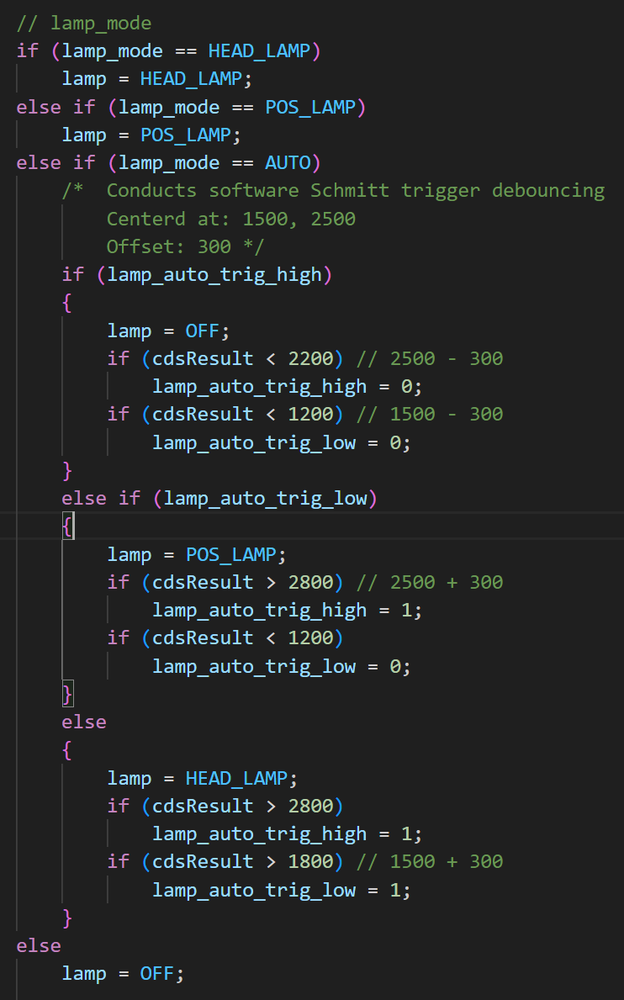 // lamp_mode
if (lamp_mode == HEAD_LAMP)
    lamp = HEAD_LAMP;
else if (lamp_mode == POS_LAMP)
    lamp = POS_LAMP;
else if (lamp_mode == AUTO)
    /*  Conducts software Schmitt trigger debouncing
        Centerd at: 1500, 2500
        Offset: 300 */
    if (lamp_auto_trig_high)
    {
        lamp = OFF;
        if (cdsResult < 2200) // 2500 - 300
            lamp_auto_trig_high = 0;
        if (cdsResult < 1200) // 1500 - 300
            lamp_auto_trig_low = 0;
    }
    else if (lamp_auto_trig_low)
    {
        lamp = POS_LAMP;
        if (cdsResult > 2800) // 2500 + 300
            lamp_auto_trig_high = 1;
        if (cdsResult < 1200)
            lamp_auto_trig_low = 0;
    }
    else
    {
        lamp = HEAD_LAMP;
        if (cdsResult > 2800)
            lamp_auto_trig_high = 1;
        if (cdsResult > 1800) // 1500 + 300
            lamp_auto_trig_low = 1;
    }
else
    lamp = OFF;